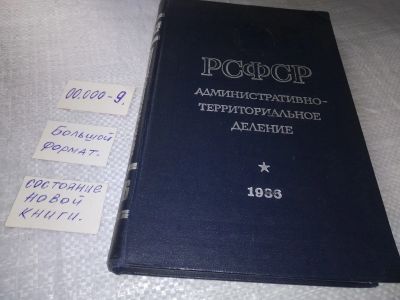 РСФСР
АДМИНИСТРАТИВНО-
ТЕРРИТОРИАЛЬНОЕ
ДЕЛЕНИЕ
1986
00.000-9.
Большой
формат.
состояние
новой
книги.